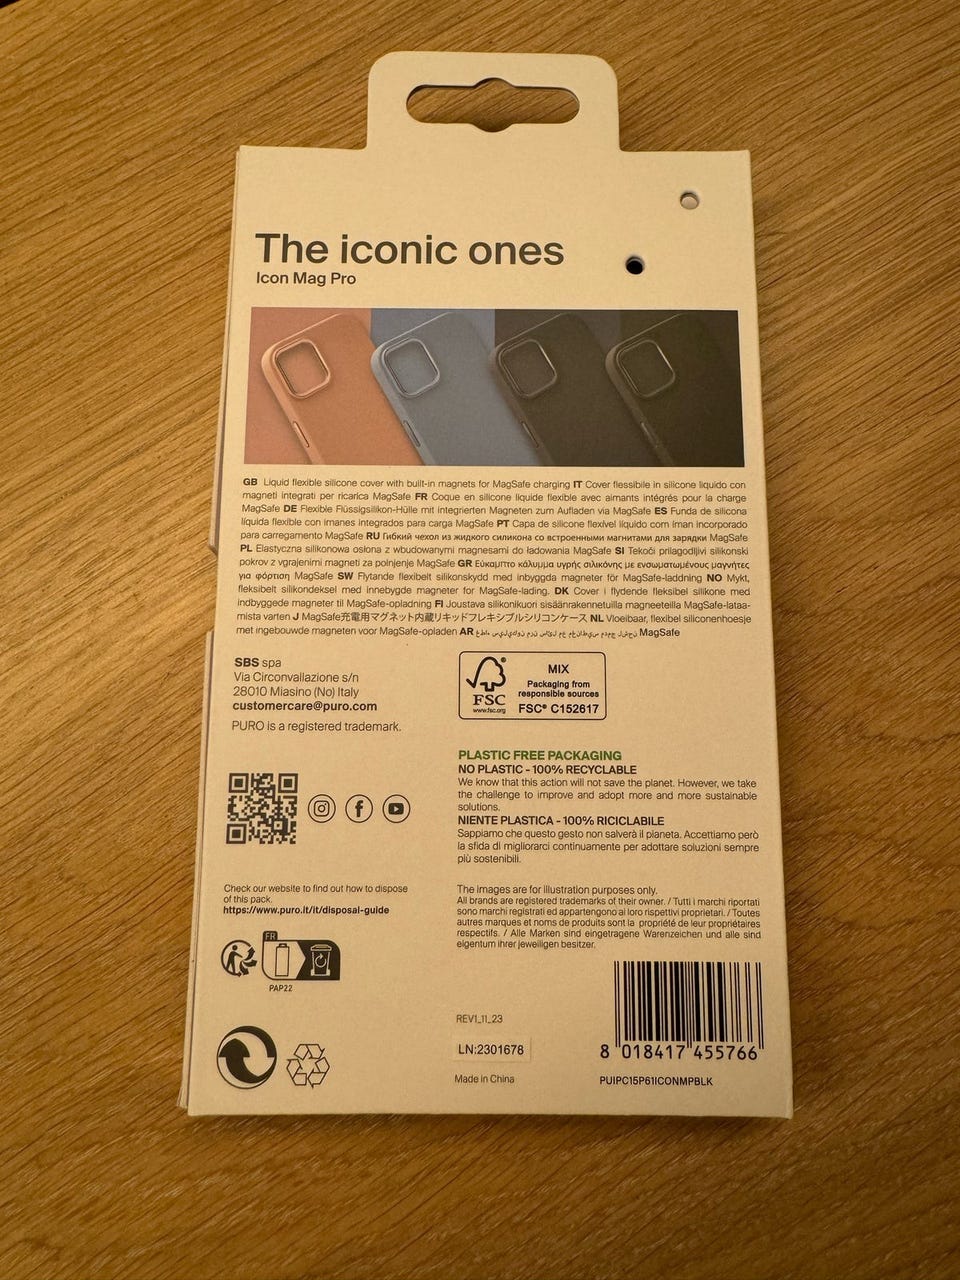 The iconic ones
Icon Mag Pro
GB Liquid flexible silicone cover with built-in magnets for MagSafe charging IT Cover flessibile in silicone liquido con
magneti integrati per ricarica MagSafe FR Coque en silicone liquide flexible avec aimants intégrés pour la charge
MagSafe DE Flexible Flüssigsilikon-Hülle mit integrierten Magneten zum Aufladen via MagSafe ES Funda de silicona
líquida flexible con imanes integrados para carga MagSafe PT Capa de silicone flexível líquido com íman incorporado
para carregamento MagSafe RU Гибкий чехол из жидкого силикона со встроенными магнитами для зарядки MagSafe
PL Elastyczna silikonowa osłona z wbudowanymi magnesami do ładowania MagSafe SI Tekoči prilagodljivi silikonski
pokrov z vgrajenimi magneti za polnjenje MagSafe GR Εύκαμπτο κάλυμμα υγρής σιλικόνης με ενσωματωμένους μαγνήτες
για φόρτιση MagSafe SW Flytande flexibelt silikonskydd med inbyggda magneter för MagSafe-laddning NO Mykt,
fleksibelt silikondeksel med innebygde magneter for MagSafe-lading. DK Cover i flydende fleksibel silikone med
indbyggede magneter til MagSafe-opladning FI Joustava silikonikuori sisäänrakennetuilla magneeteilla MagSafe-lataa-
mista varten J MagSafe充電用マグネット内蔵リキッドフレキシブルシリコンケース NL Vloeibaar, flexibel siliconenhoesje
met ingebouwde magneten voor MagSafe-opladen AR MagSafe
SBS spa
Via Circonvallazione s/n
28010 Miasino (No) Italy
customercare@puro.com
PURO is a registered trademark.
FSC
www.fsc.org
MIX
Packaging from
responsible sources
FSC® C152617
PLASTIC FREE PACKAGING
NO PLASTIC - 100% RECYCLABLE
We know that this action will not save the planet. However, we take
the challenge to improve and adopt more and more sustainable
solutions.
NIENTE PLASTICA - 100% RICICLABILE
Sappiamo che questo gesto non salverà il pianeta. Accettiamo però
la sfida di migliorarci continuamente per adottare soluzioni sempre
più sostenibili.
Check our website to find out how to dispose
of this pack.
https://www.puro.it/it/disposal-guide
The images are for illustration purposes only.
All brands are registered trademarks of their owner. / Tutti i marchi riportati
sono marchi registrati ed appartengono ai loro rispettivi proprietari. / Toutes
autres marques et noms de produits sont la propriété de leur propriétaires
respectifs. / Alle Marken sind eingetragene Warenzeichen und alle sind
eigentum ihrer jeweiligen besitzer.
FR
PAP22
REV1_11_23
LN:2301678
Made in China
8 018417 455766
PUIPC15P61ICONMPBLK